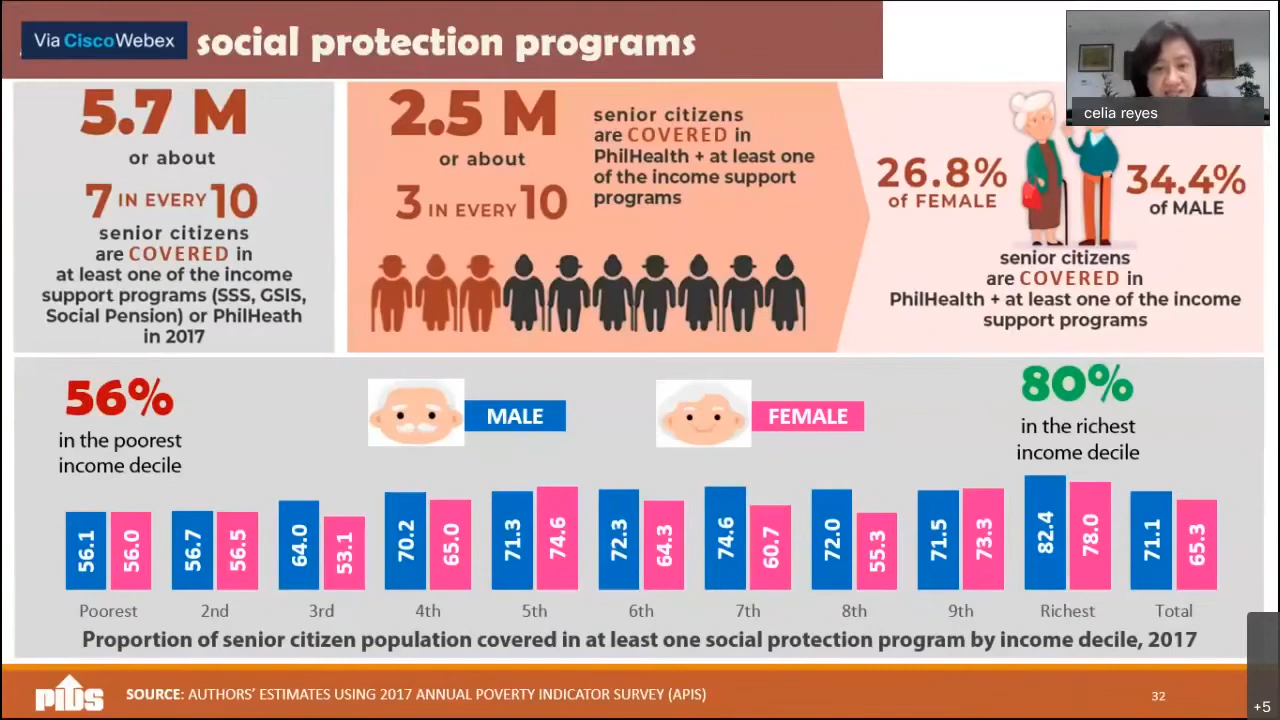 Via CiscoWebex
social protection programs
celia reyes
5.7 M
or about
7 IN EVERY 10
senior citizens
are COVERED in
at least one of the income
support programs (SSS, GSIS,
Social Pension) or PhilHeath
in 2017
2.5 M
or about
3 IN EVERY 10
senior citizens
are COVERED in
PhilHealth + at least one
of the income support
programs
26.8%
of FEMALE
34.4%
of MALE
senior citizens
are COVERED in
PhilHealth + at least one of the income
support programs
56%
in the poorest
income decile
MALE
FEMALE
80%
in the richest
income decile
56.1 56.0 56.7 56.5 64.0 53.1 70.2 65.0 71.3 74.6 72.3 64.3 74.6 60.7 72.0 55.3 71.5 73.3 82.4 78.0 71.1 65.3
Poorest 2nd 3rd 4th 5th 6th 7th 8th 9th Richest Total
Proportion of senior citizen population covered in at least one social protection program by income decile, 2017
PIDS
SOURCE: AUTHORS' ESTIMATES USING 2017 ANNUAL POVERTY INDICATOR SURVEY (APIS)
32
+5